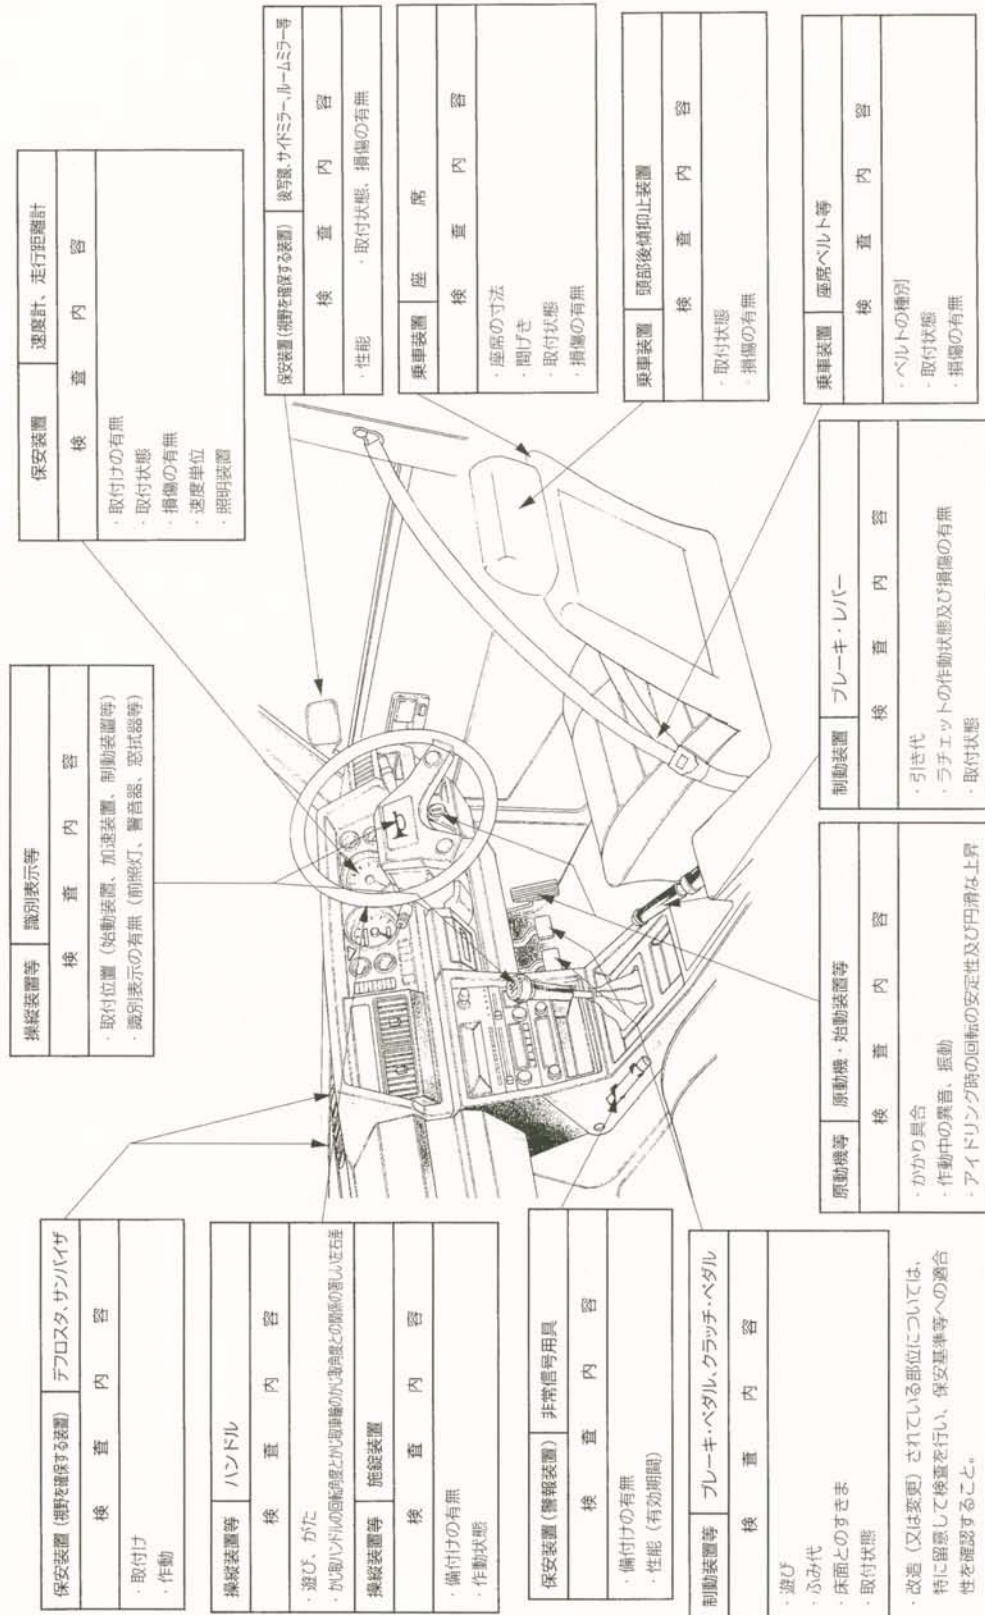 保安装置(視野を確保する装置) デフロスタ、サンバイザ
検査内容
・取付け
・作動
操縦装置等 ハンドル
検査内容
・遊び、がた
・かじ取ハンドルの回転角度とかじ取車輪のかじ取角度との関係の著しい左右差
操縦装置等 施錠装置
検査内容
・備付けの有無
・作動状態
保安装置(警報装置) 非常信号用具
検査内容
・備付けの有無
・性能(有効期間)
制動装置等 ブレーキ・ペダル、クラッチ・ペダル
検査内容
・遊び
・ふみ代
・床面とのすきま
・取付状態
・改造(又は変更)されている部位については、
特に留意して検査を行い、保安基準等への適合
性を確認すること。
操縦装置等 識別表示等
検査内容
・取付位置(始動装置、加速装置、制動装置等)
・識別表示の有無(前照灯、警音器、窓拭器等)
原動機等 原動機・始動装置等
検査内容
・かかり具合
・作動中の異音、振動
・アイドリング時の回転の安定性及び円滑な上昇
制動装置 ブレーキ・レバー
検査内容
・引き代
・ラチェットの作動状態及び損傷の有無
・取付状態
保安装置 速度計、走行距離計
検査内容
・取付けの有無
・取付状態
・損傷の有無
・速度単位
・照明装置
保安装置(視野を確保する装置) 後写鏡、サイドミラー、ルームミラー等
検査内容
・性能 ・取付状態、損傷の有無
乗車装置 座席
検査内容
・座席の寸法
・間げき
・取付状態
・損傷の有無
乗車装置 頭部後傾抑止装置
検査内容
・取付状態
・損傷の有無
乗車装置 座席ベルト等
検査内容
・ベルトの種別
・取付状態
・損傷の有無